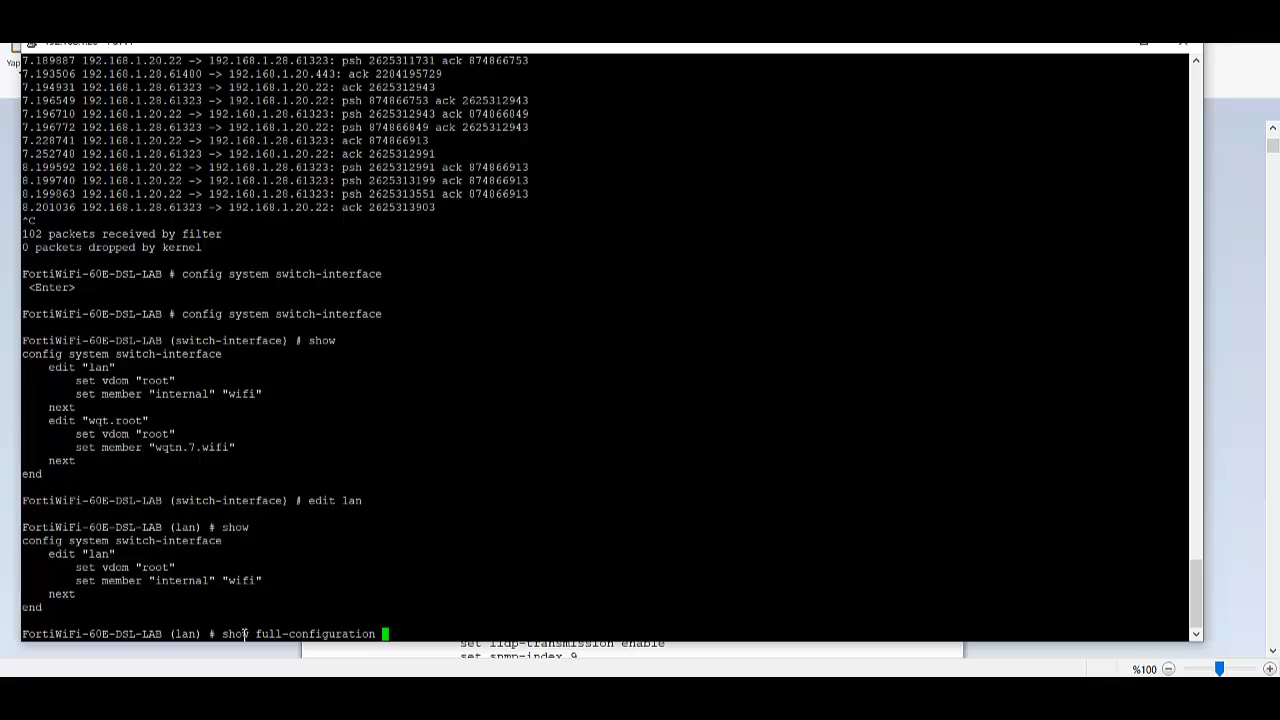 Yap
7.189887 192.168.1.20.22 -> 192.168.1.28.61323: psh 2625311731 ack 874866753
7.193506 192.168.1.28.61400 -> 192.168.1.20.443: ack 2204195729
7.194931 192.168.1.28.61323 -> 192.168.1.20.22: ack 2625312943
7.196549 192.168.1.28.61323 -> 192.168.1.20.22: psh 874866753 ack 2625312943
7.196710 192.168.1.20.22 -> 192.168.1.28.61323: psh 2625312943 ack 874866849
7.196772 192.168.1.28.61323 -> 192.168.1.20.22: psh 874866849 ack 2625312943
7.228741 192.168.1.20.22 -> 192.168.1.28.61323: ack 874866913
7.252740 192.168.1.28.61323 -> 192.168.1.20.22: ack 2625312991
8.199592 192.168.1.20.22 -> 192.168.1.28.61323: psh 2625312991 ack 874866913
8.199740 192.168.1.20.22 -> 192.168.1.28.61323: psh 2625313199 ack 874866913
8.199863 192.168.1.20.22 -> 192.168.1.28.61323: psh 2625313551 ack 874866913
8.201036 192.168.1.28.61323 -> 192.168.1.20.22: ack 2625313903
^C
102 packets received by filter
0 packets dropped by kernel
FortiWiFi-60E-DSL-LAB # config system switch-interface
<Enter>
FortiWiFi-60E-DSL-LAB # config system switch-interface
FortiWiFi-60E-DSL-LAB (switch-interface) # show
config system switch-interface
edit "lan"
set vdom "root"
set member "internal" "wifi"
next
edit "wqt.root"
set vdom "root"
set member "wqtn.7.wifi"
next
end
FortiWiFi-60E-DSL-LAB (switch-interface) # edit lan
FortiWiFi-60E-DSL-LAB (lan) # show
config system switch-interface
edit "lan"
set vdom "root"
set member "internal" "wifi"
next
end
FortiWiFi-60E-DSL-LAB (lan) # show full-configuration
set lldp-transmission enable
set snmp-index 9
%100